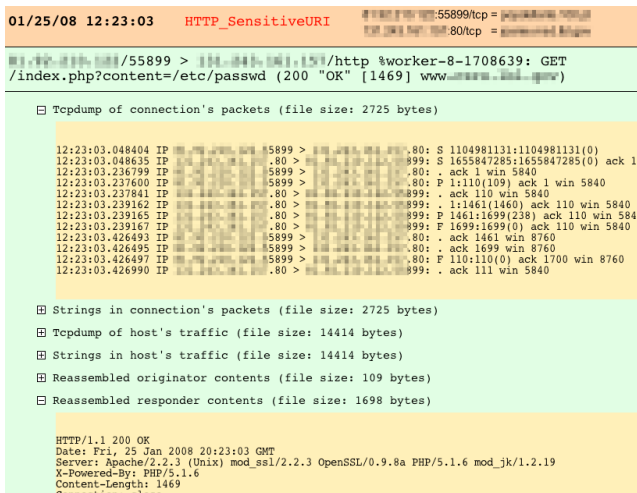 01/25/08 12:23:03 HTTP_SensitiveURI :55899/tcp =
:80/tcp =
/55899 > /http %worker-8-1708639: GET
/index.php?content=/etc/passwd (200 "OK" [1469] www. )
Tcpdump of connection's packets (file size: 2725 bytes)
12:23:03.048404 IP 5899 > .80: S 1104981131:1104981131(0)
12:23:03.048635 IP .80 > 899: S 1655847285:1655847285(0) ack 1
12:23:03.236799 IP 5899 > .80: . ack 1 win 5840
12:23:03.237600 IP 5899 > .80: P 1:110(109) ack 1 win 5840
12:23:03.237841 IP .80 > 899: . ack 110 win 5840
12:23:03.239162 IP .80 > 899: . 1:1461(1460) ack 110 win 5840
12:23:03.239165 IP .80 > 899: P 1461:1699(238) ack 110 win 584
12:23:03.239167 IP .80 > 899: F 1699:1699(0) ack 110 win 5840
12:23:03.426493 IP 5899 > .80: . ack 1461 win 8760
12:23:03.426495 IP 5899 > .80: . ack 1699 win 8760
12:23:03.426497 IP 5899 > .80: F 110:110(0) ack 1700 win 8760
12:23:03.426990 IP .80 > 899: . ack 111 win 5840
Strings in connection's packets (file size: 2725 bytes)
Tcpdump of host's traffic (file size: 14414 bytes)
Strings in host's traffic (file size: 14414 bytes)
Reassembled originator contents (file size: 109 bytes)
Reassembled responder contents (file size: 1698 bytes)
HTTP/1.1 200 OK
Date: Fri, 25 Jan 2008 20:23:03 GMT
Server: Apache/2.2.3 (Unix) mod_ssl/2.2.3 OpenSSL/0.9.8a PHP/5.1.6 mod_jk/1.2.19
X-Powered-By: PHP/5.1.6
Content-Length: 1469